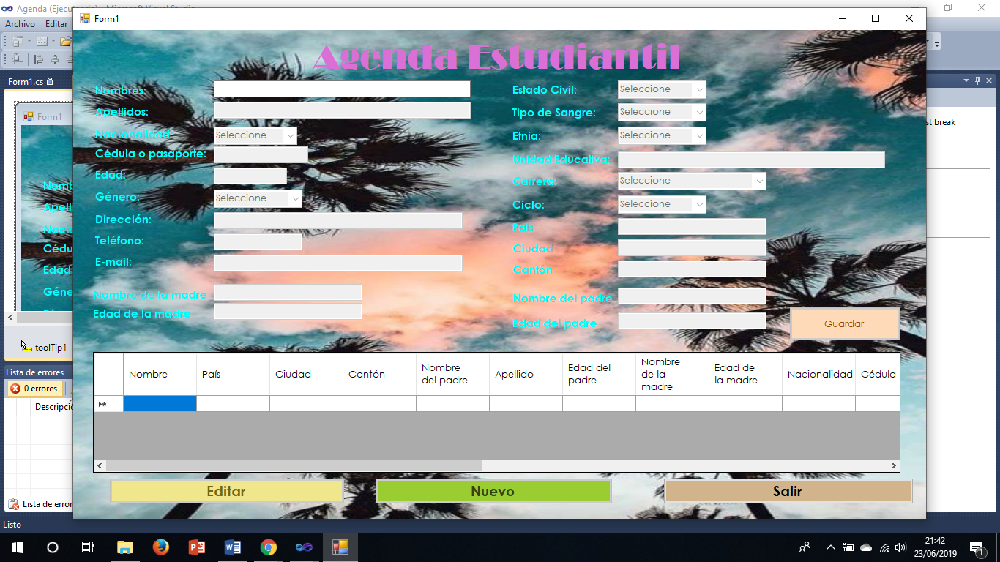 Agenda (Ejecutando) - Microsoft Visual Studio
Archivo Editar
Form1.cs
Form1
Nomb
Apell
Naci
Cédu
Edad
Géne
toolTip1
Lista de errores
0 errores
Descripció
Lista de error
Listo
st break
Form1
Agenda Estudiantil
Nombres:
Apellidos:
Nacionalidad: Seleccione
Cédula o pasaporte:
Edad:
Género: Seleccione
Dirección:
Teléfono:
E-mail:
Nombre de la madre
Edad de la madre
Estado Civil: Seleccione
Tipo de Sangre: Seleccione
Etnia: Seleccione
Unidad Educativa:
Carrera: Seleccione
Ciclo: Seleccione
País
Ciudad
Cantón
Nombre del padre
Edad del padre
Guardar
Nombre País Ciudad Cantón Nombre del padre Apellido Edad del padre Nombre de la madre Edad de la madre Nacionalidad Cédula
Editar Nuevo Salir
21:42
23/06/2019
1